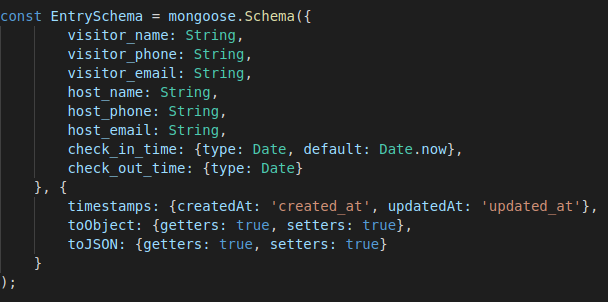 const EntrySchema = mongoose.Schema({
visitor_name: String,
visitor_phone: String,
visitor_email: String,
host_name: String,
host_phone: String,
host_email: String,
check_in_time: {type: Date, default: Date.now},
check_out_time: {type: Date}
}, {
timestamps: {createdAt: 'created_at', updatedAt: 'updated_at'},
toObject: {getters: true, setters: true},
toJSON: {getters: true, setters: true}
}
);